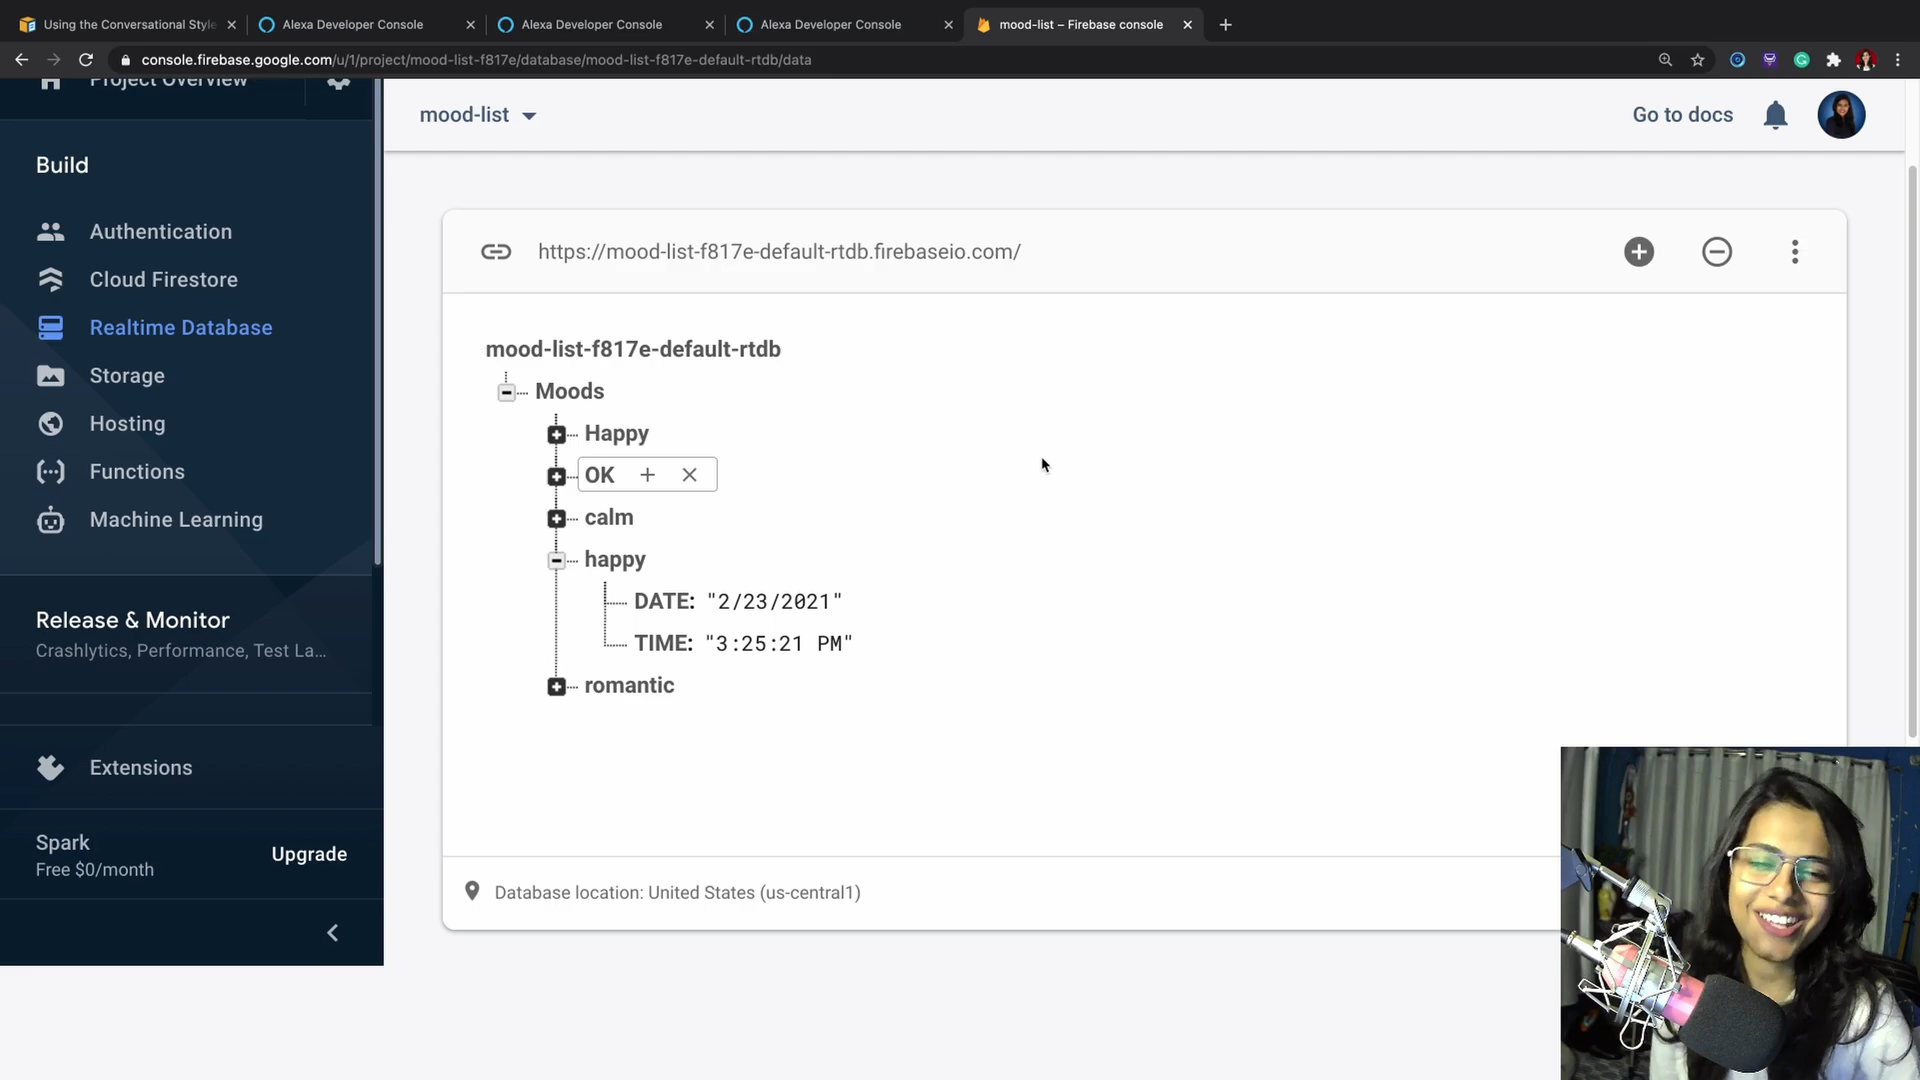 Using the Conversational Style
Alexa Developer Console
Alexa Developer Console
Alexa Developer Console
mood-list – Firebase console
console.firebase.google.com/u/1/project/mood-list-f817e/database/mood-list-f817e-default-rtdb/data
Project Overview
mood-list
Go to docs
Build
Authentication
Cloud Firestore
Realtime Database
Storage
Hosting
Functions
Machine Learning
Release & Monitor
Crashlytics, Performance, Test La...
Extensions
Spark
Free $0/month
Upgrade
https://mood-list-f817e-default-rtdb.firebaseio.com/
mood-list-f817e-default-rtdb
Moods
Happy
OK
calm
happy
DATE: "2/23/2021"
TIME: "3:25:21 PM"
romantic
Database location: United States (us-central1)